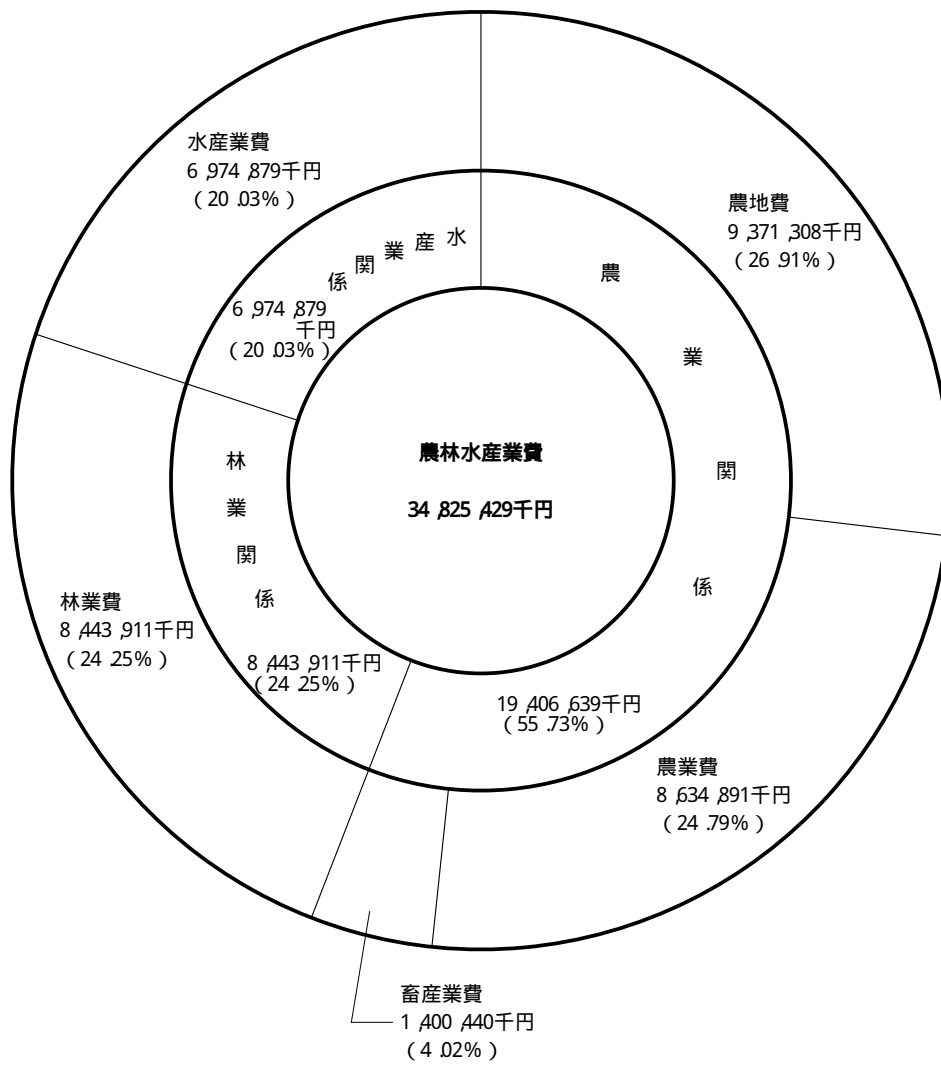 農林水産業費
34,825,429千円
農業関係
19,406,639千円
(55.73%)
林業関係
8,443,911千円
(24.25%)
水産業関係
6,974,879
千円
(20.03%)
農地費
9,371,308千円
(26.91%)
農業費
8,634,891千円
(24.79%)
畜産業費
1,400,440千円
(4.02%)
林業費
8,443,911千円
(24.25%)
水産業費
6,974,879千円
(20.03%)